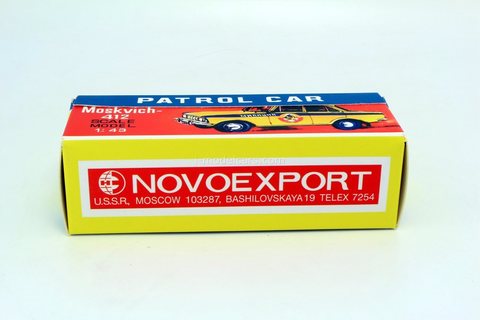 PATROL CAR
Moskvich-
412
SCALE
MODEL
1:43
NOVOEXPORT
U.S.S.R. MOSCOW 103287, BASHILOVSKAYA 19 TELEX 7254